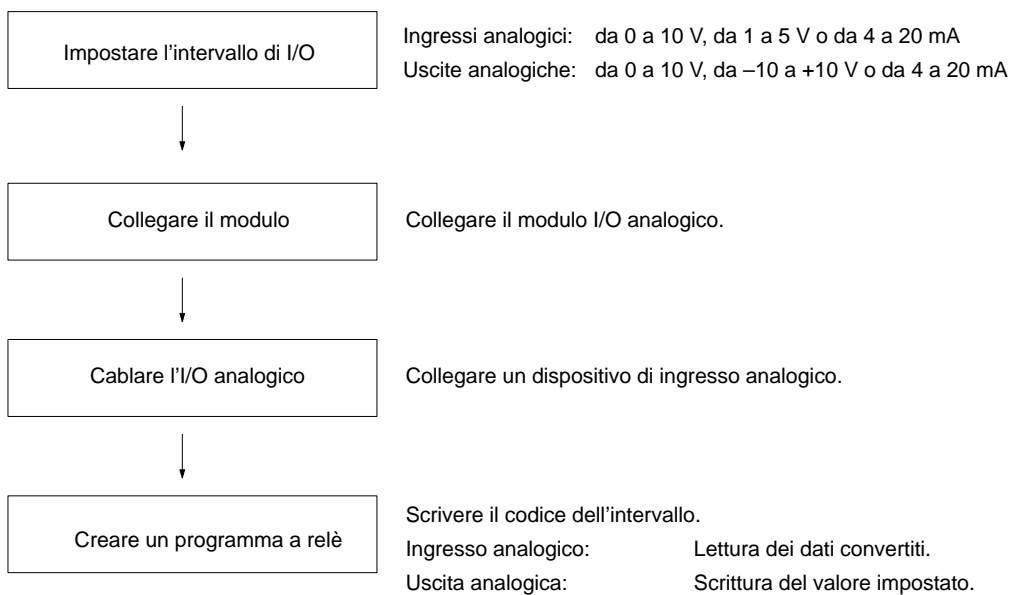 Impostare l'intervallo di I/O
Ingressi analogici: da 0 a 10 V, da 1 a 5 V o da 4 a 20 mA
Uscite analogiche: da 0 a 10 V, da –10 a +10 V o da 4 a 20 mA
Collegare il modulo
Collegare il modulo I/O analogico.
Cablare l'I/O analogico
Collegare un dispositivo di ingresso analogico.
Creare un programma a relè
Scrivere il codice dell'intervallo.
Ingresso analogico: Lettura dei dati convertiti.
Uscita analogica: Scrittura del valore impostato.